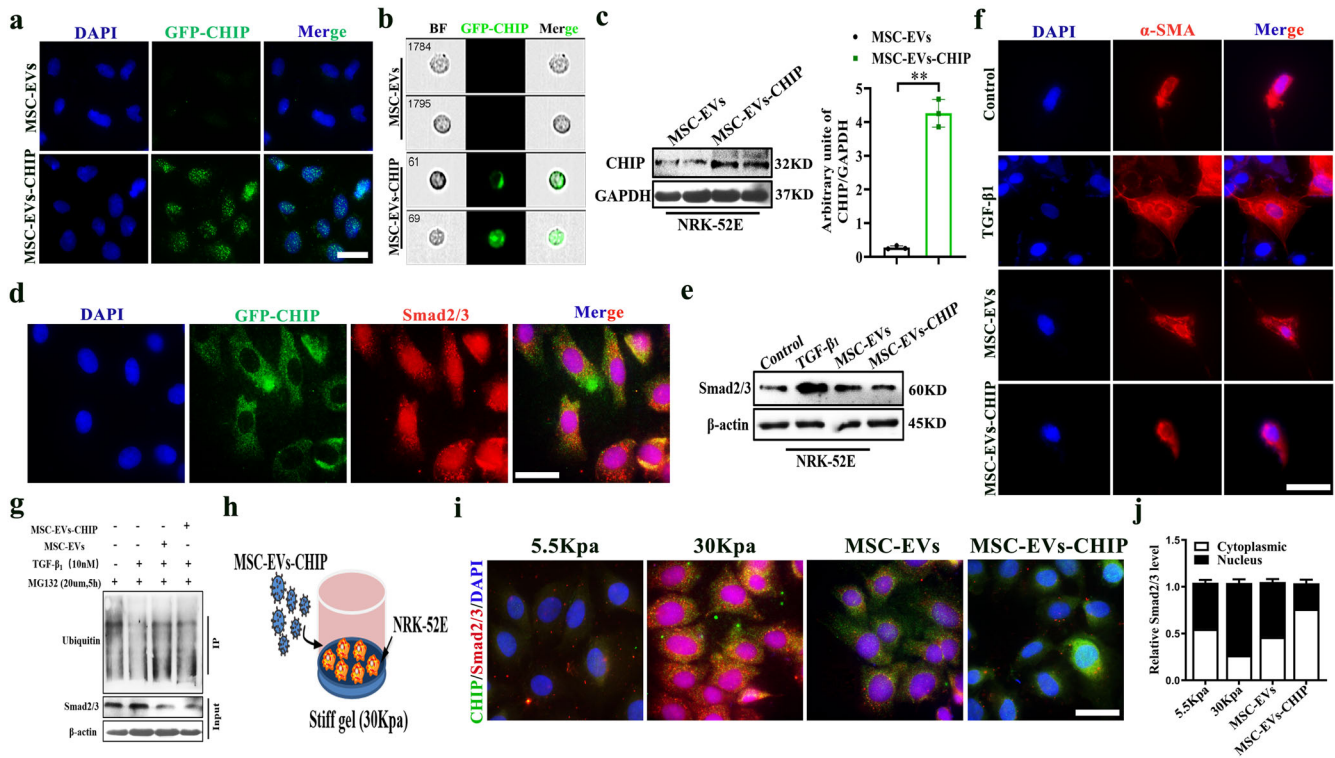 a
DAPI GFP-CHIP Merge
MSC-EVs
MSC-EVs-CHIP
b
BF GFP-CHIP Merge
1784
1795
61
69
MSC-EVs
MSC-EVs-CHIP
c
MSC-EVs
MSC-EVs-CHIP
CHIP 32KD
GAPDH 37KD
NRK-52E
MSC-EVs
MSC-EVs-CHIP
**
Arbitrary unite of
CHIP/GAPDH
5
4
3
2
1
0
d
DAPI GFP-CHIP Smad2/3 Merge
e
Control TGF-β1 MSC-EVs MSC-EVs-CHIP
Smad2/3 60KD
β-actin 45KD
NRK-52E
f
DAPI α-SMA Merge
Control
TGF-β1
MSC-EVs
MSC-EVs-CHIP
g
MSC-EVs-CHIP - - - +
MSC-EVs - - + -
TGF-β1 (10nM) - + + +
MG132 (20um,5h) + + + +
Ubiquitin IP
Smad2/3
Input
β-actin
h
MSC-EVs-CHIP
NRK-52E
Stiff gel (30Kpa)
i
5.5Kpa 30Kpa MSC-EVs MSC-EVs-CHIP
CHIP/Smad2/3/DAPI
j
Cytoplasmic
Nucleus
Relative Smad2/3 level
1.5
1.0
0.5
0.0
5.5Kpa
30Kpa
MSC-EVs
MSC-EVs-CHIP